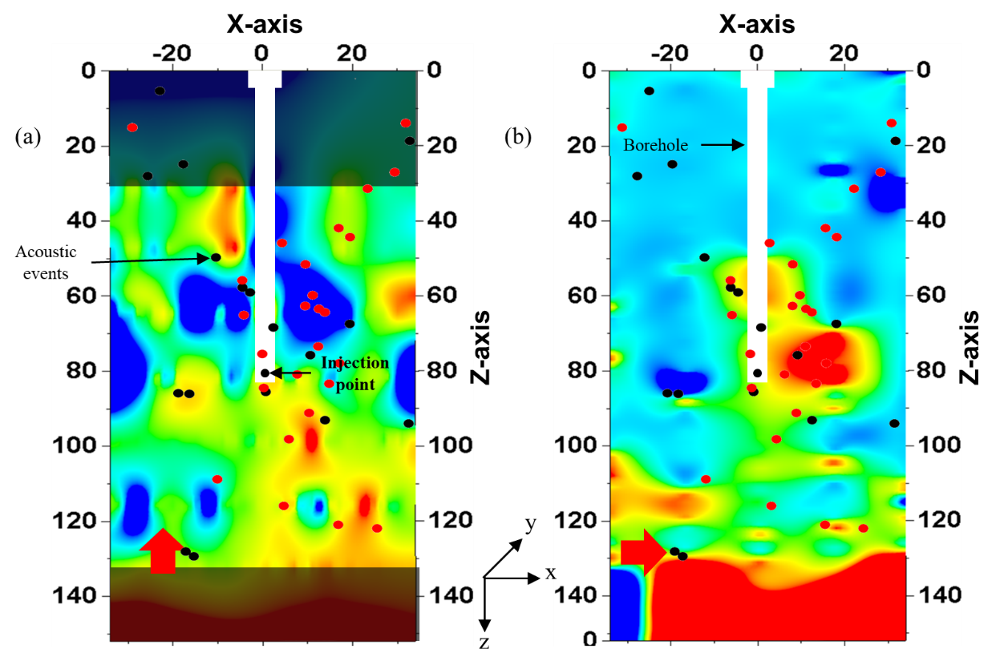 X-axis
X-axis
-20 0 20
-20 0 20
0 0 0 0
(a)
(b)
20 20 20 20
Borehole
40 40 40 40
Acoustic
events
60 60 60 60
Z-axis
Z-axis
80 80 80 80
Injection
point
100 100 100 100
120 120 120 120
y
x
z
140 140 140 140
0